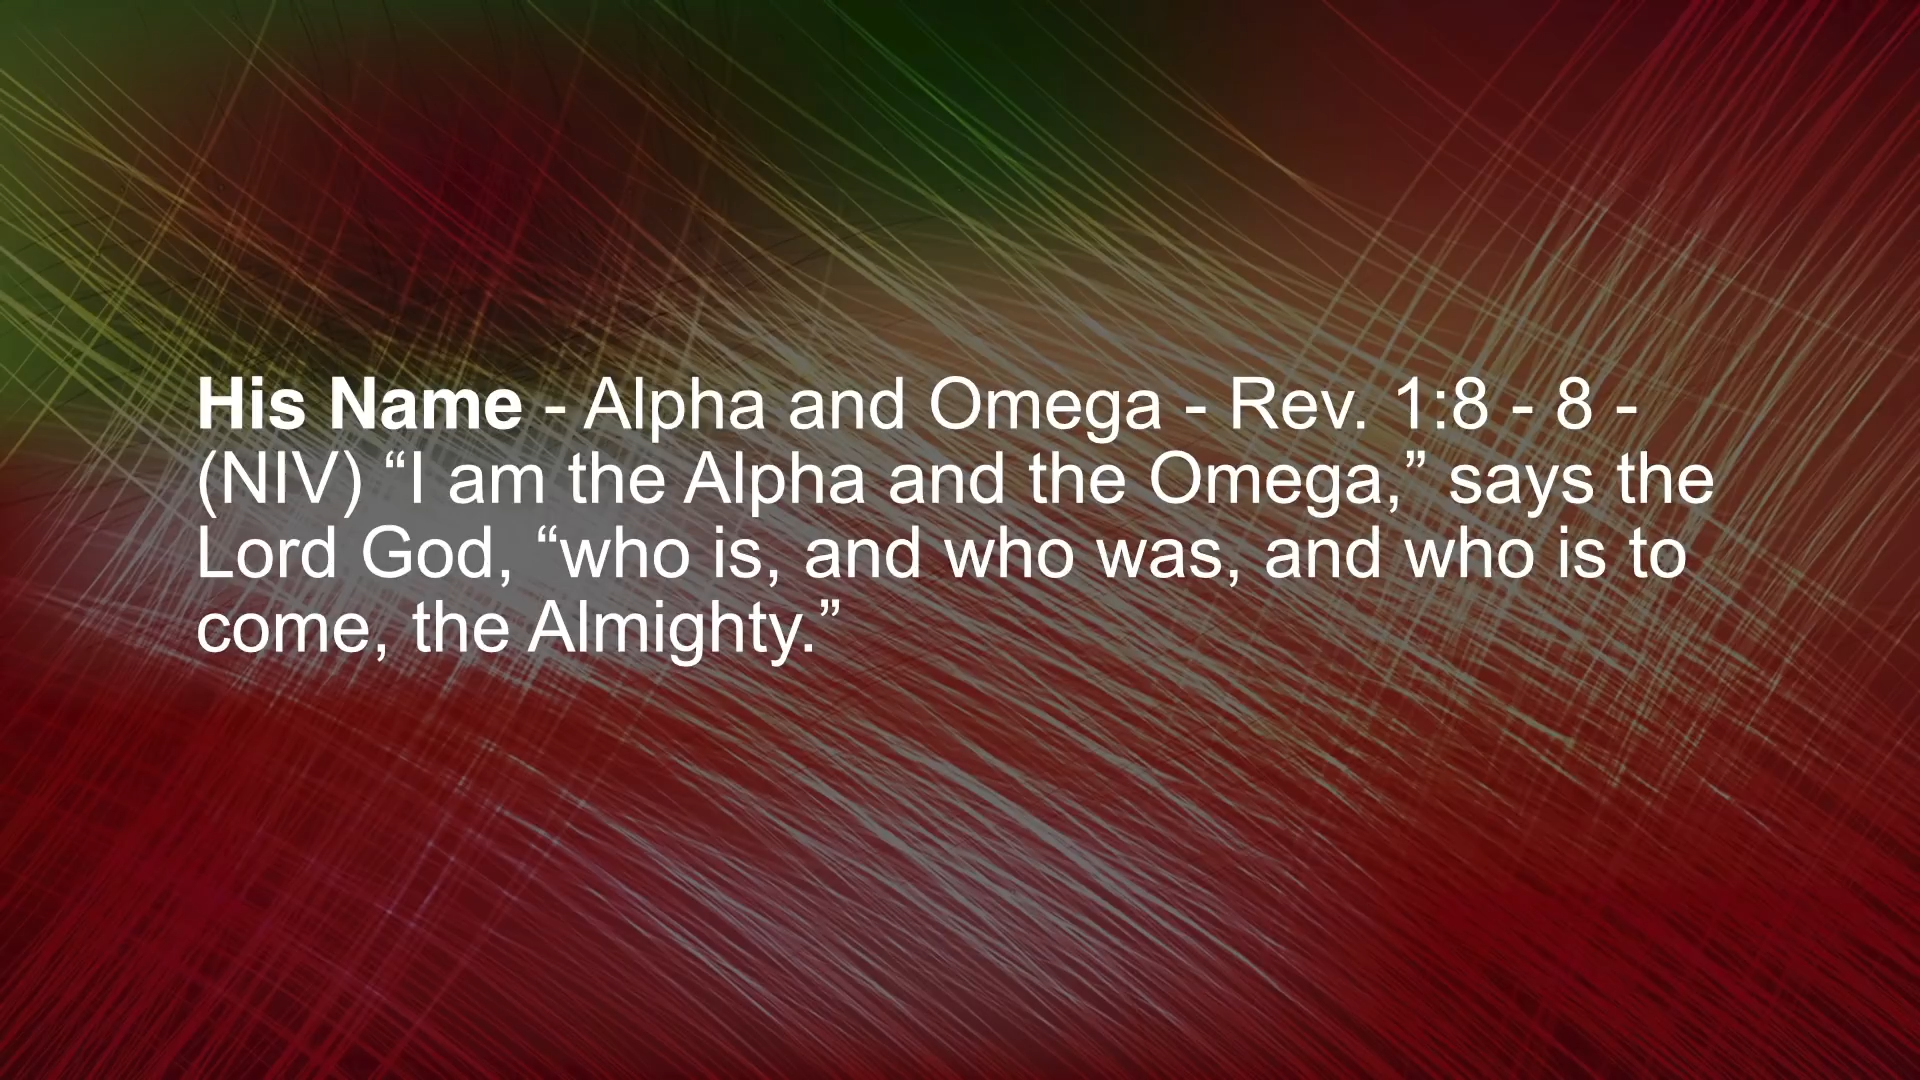 His Name - Alpha and Omega - Rev. 1:8 - 8 -
(NIV) “I am the Alpha and the Omega,” says the
Lord God, “who is, and who was, and who is to
come, the Almighty.”